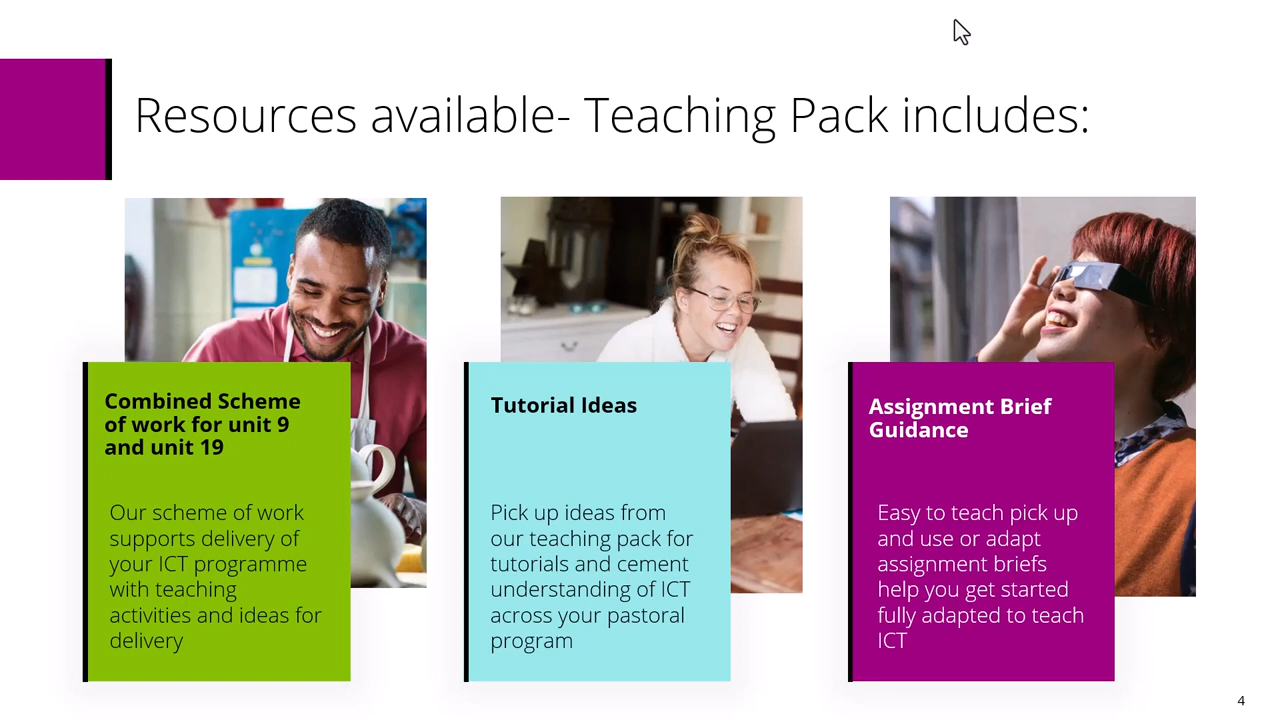 Resources available- Teaching Pack includes:
Combined Scheme
of work for unit 9
and unit 19
Our scheme of work
supports delivery of
your ICT programme
with teaching
activities and ideas for
delivery
Tutorial Ideas
Pick up ideas from
our teaching pack for
tutorials and cement
understanding of ICT
across your pastoral
program
Assignment Brief
Guidance
Easy to teach pick up
and use or adapt
assignment briefs
help you get started
fully adapted to teach
ICT
4